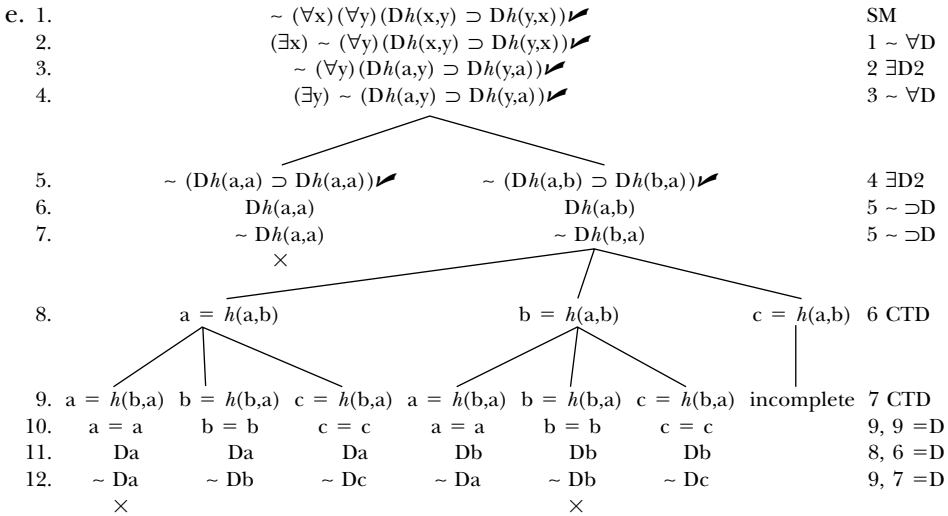 e. 1. ~ (∀x)(∀y)(Dh(x,y) ⊃ Dh(y,x))✔ SM
2. (∃x) ~ (∀y)(Dh(x,y) ⊃ Dh(y,x))✔ 1 ~ ∀D
3. ~ (∀y)(Dh(a,y) ⊃ Dh(y,a))✔ 2 ∃D2
4. (∃y) ~ (Dh(a,y) ⊃ Dh(y,a))✔ 3 ~ ∀D
5. ~ (Dh(a,a) ⊃ Dh(a,a))✔ ~ (Dh(a,b) ⊃ Dh(b,a))✔ 4 ∃D2
6. Dh(a,a) Dh(a,b) 5 ~ ⊃D
7. ~ Dh(a,a) ~ Dh(b,a) 5 ~ ⊃D
×
8. a = h(a,b) b = h(a,b) c = h(a,b) 6 CTD
9. a = h(b,a) b = h(b,a) c = h(b,a) a = h(b,a) b = h(b,a) c = h(b,a) incomplete 7 CTD
10. a = a b = b c = c a = a b = b c = c 9, 9 =D
11. Da Da Da Db Db Db 8, 6 =D
12. ~ Da ~ Db ~ Dc ~ Da ~ Db ~ Dc 9, 7 =D
× ×